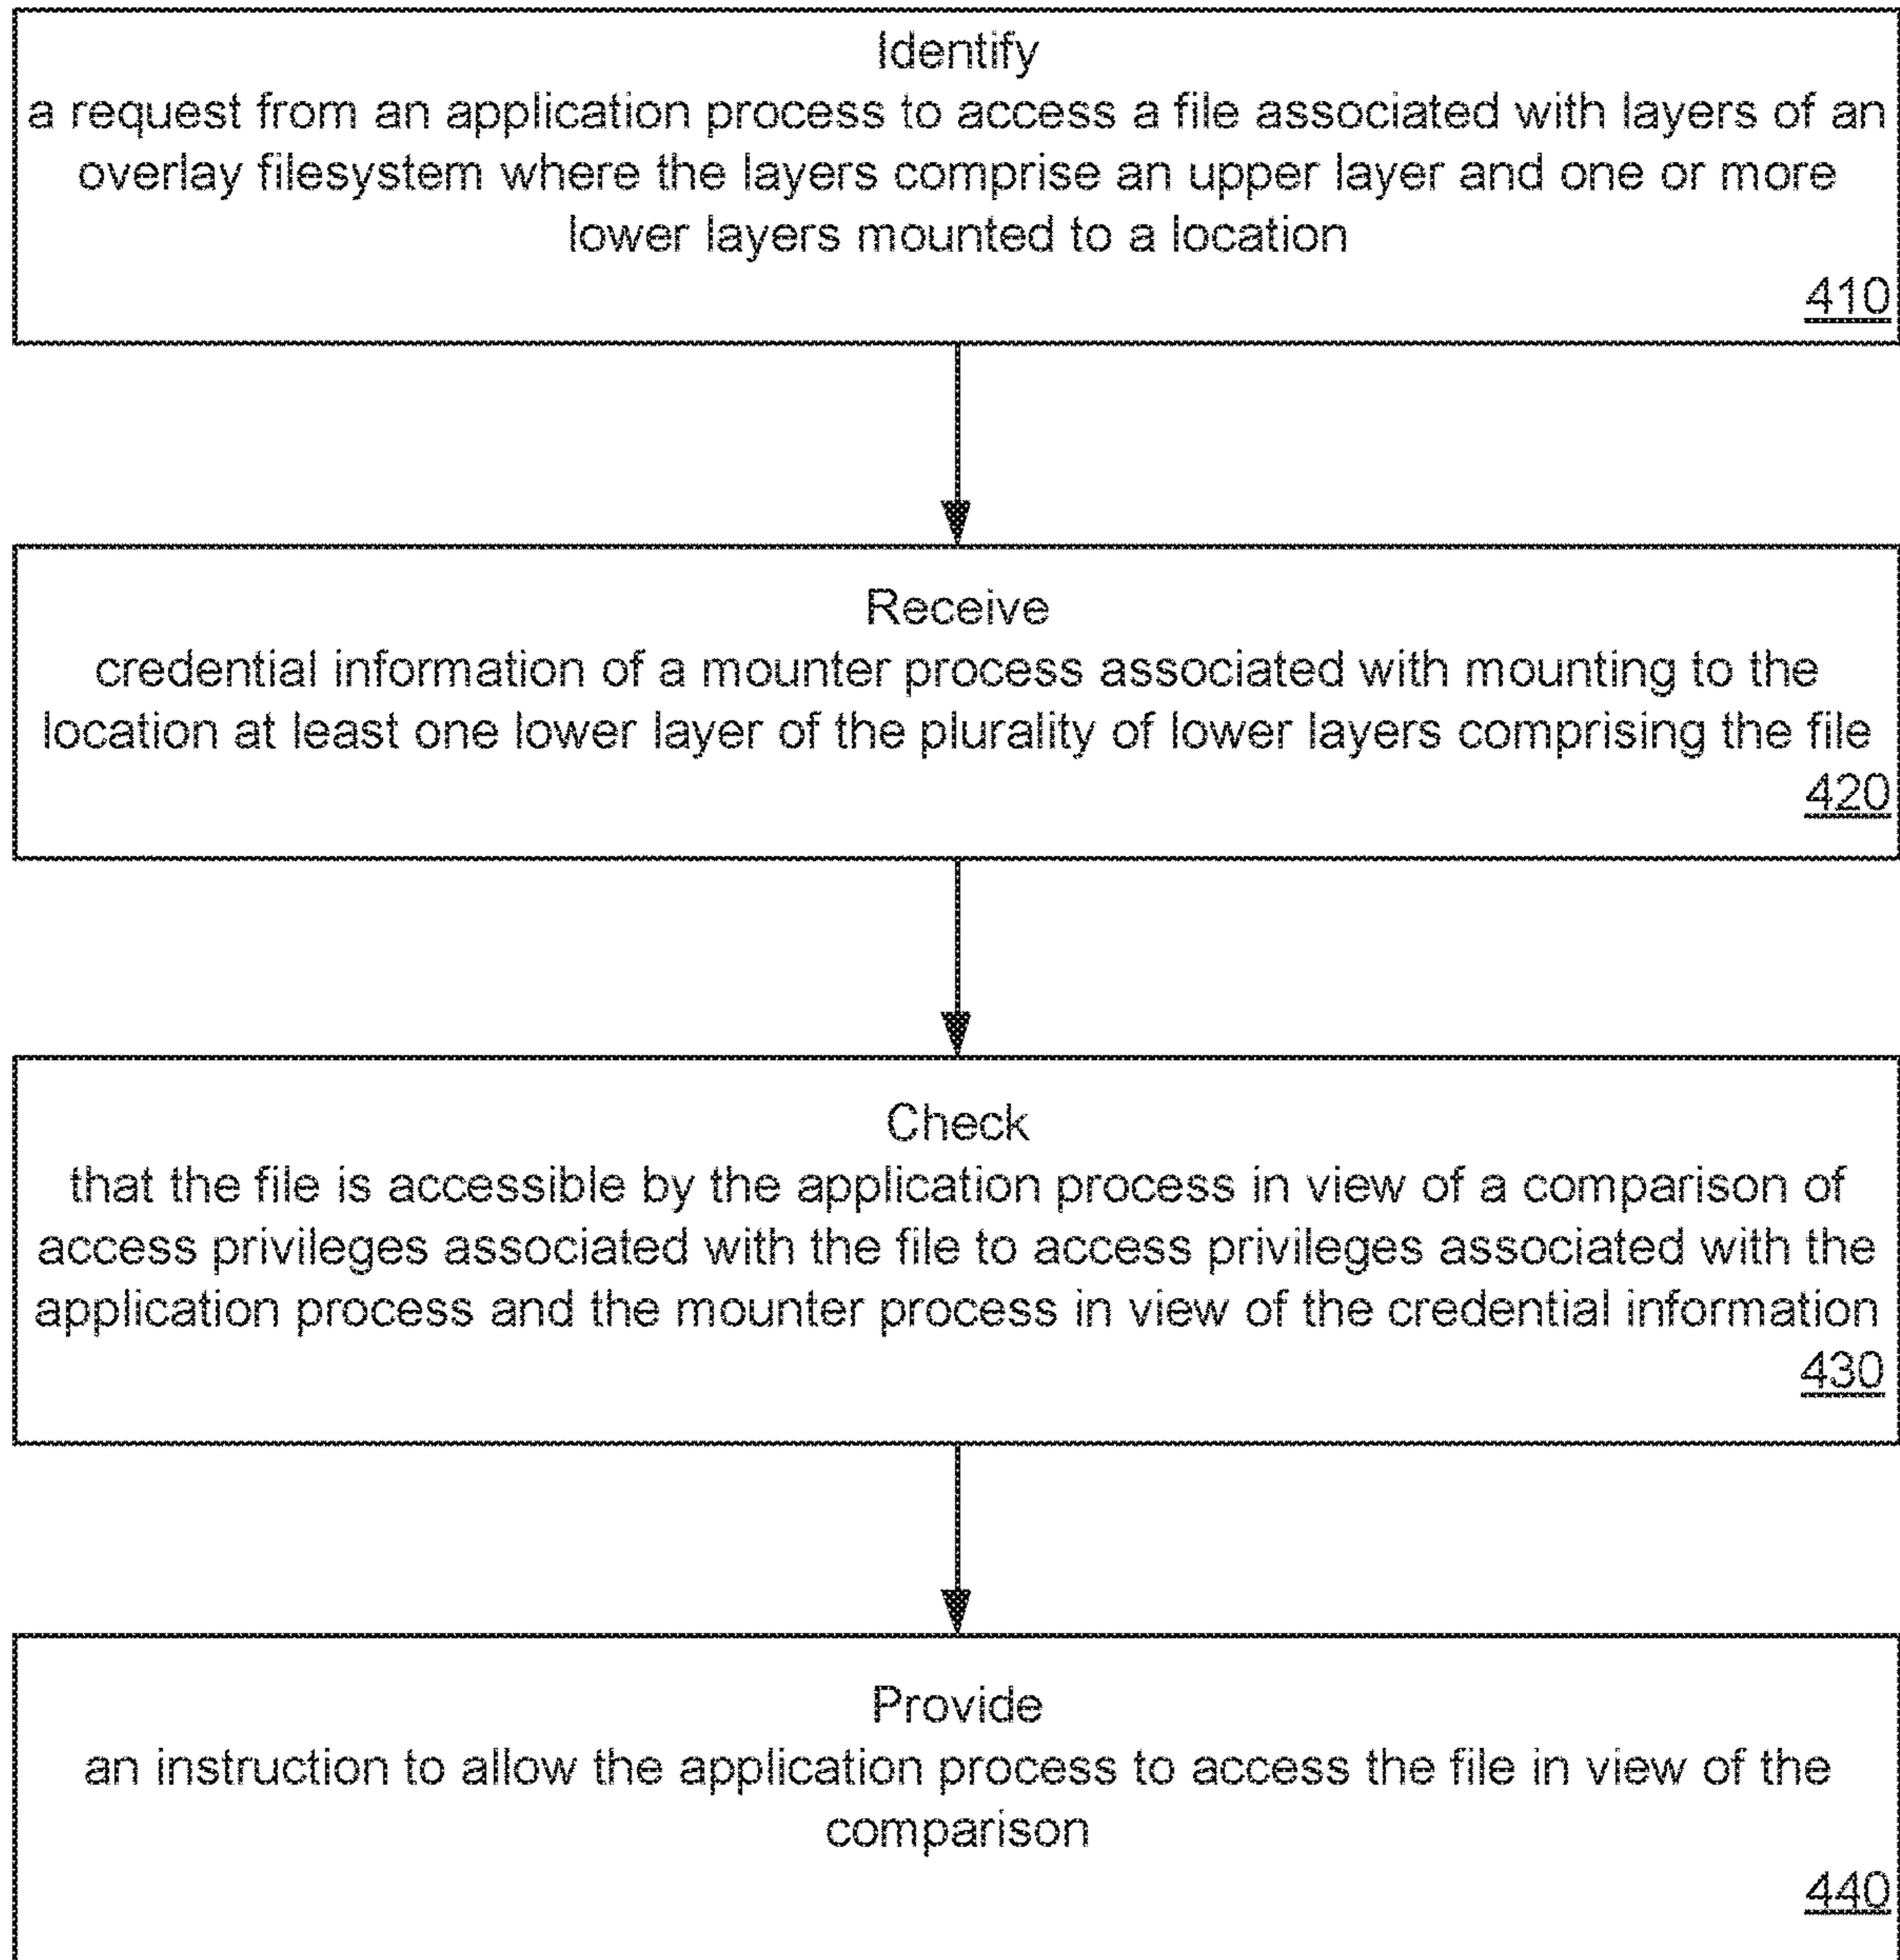 Identify
a request from an application process to access a file associated with layers of an
overlay filesystem where the layers comprise an upper layer and one or more
lower layers mounted to a location
410
Receive
credential information of a mounter process associated with mounting to the
location at least one lower layer of the plurality of lower layers comprising the file
420
Check
that the file is accessible by the application process in view of a comparison of
access privileges associated with the file to access privileges associated with the
application process and the mounter process in view of the credential information
430
Provide
an instruction to allow the application process to access the file in view of the
comparison
440